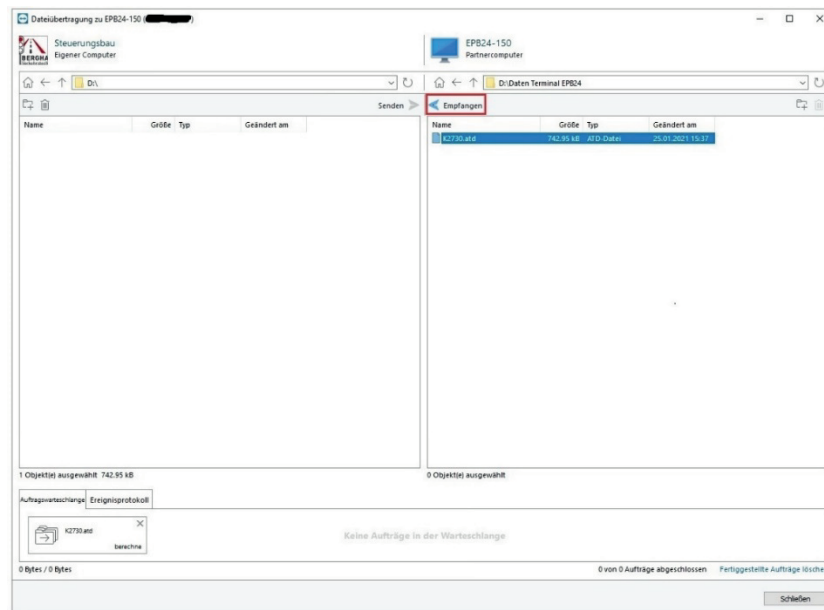 Dateiübertragung zu EPB24-150 (
BERGHA
Steuerungsbau
Eigener Computer
EPB24-150
Partnercomputer
D:\
D:\Daten Terminal EPB24
Senden
Empfangen
Name Größe Typ Geändert am
Name Größe Typ Geändert am
K2730.atd 742.95 kB ATD-Datei 25.01.2021 15:37
1 Objekt(e) ausgewählt 742.95 kB
0 Objekt(e) ausgewählt
Auftragswarteschlange Ereignisprotokoll
K2730.atd
berechne
Keine Aufträge in der Warteschlange
0 Bytes / 0 Bytes
0 von 0 Aufträge abgeschlossen Fertiggestellte Aufträge lösche
Schließen